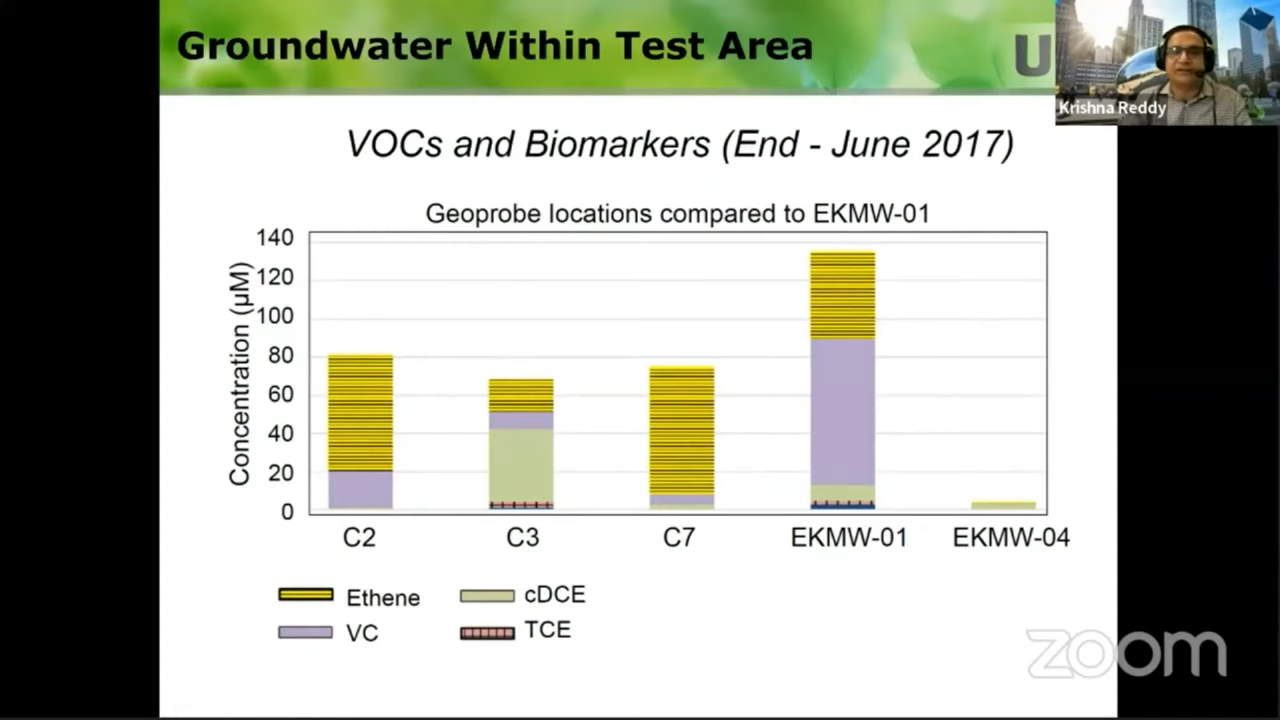 Groundwater Within Test Area
U
Krishna Reddy
VOCs and Biomarkers (End - June 2017)
Geoprobe locations compared to EKMW-01
Concentration (µM)
140
120
100
80
60
40
20
0
C2 C3 C7 EKMW-01 EKMW-04
Ethene cDCE
VC TCE
zoom